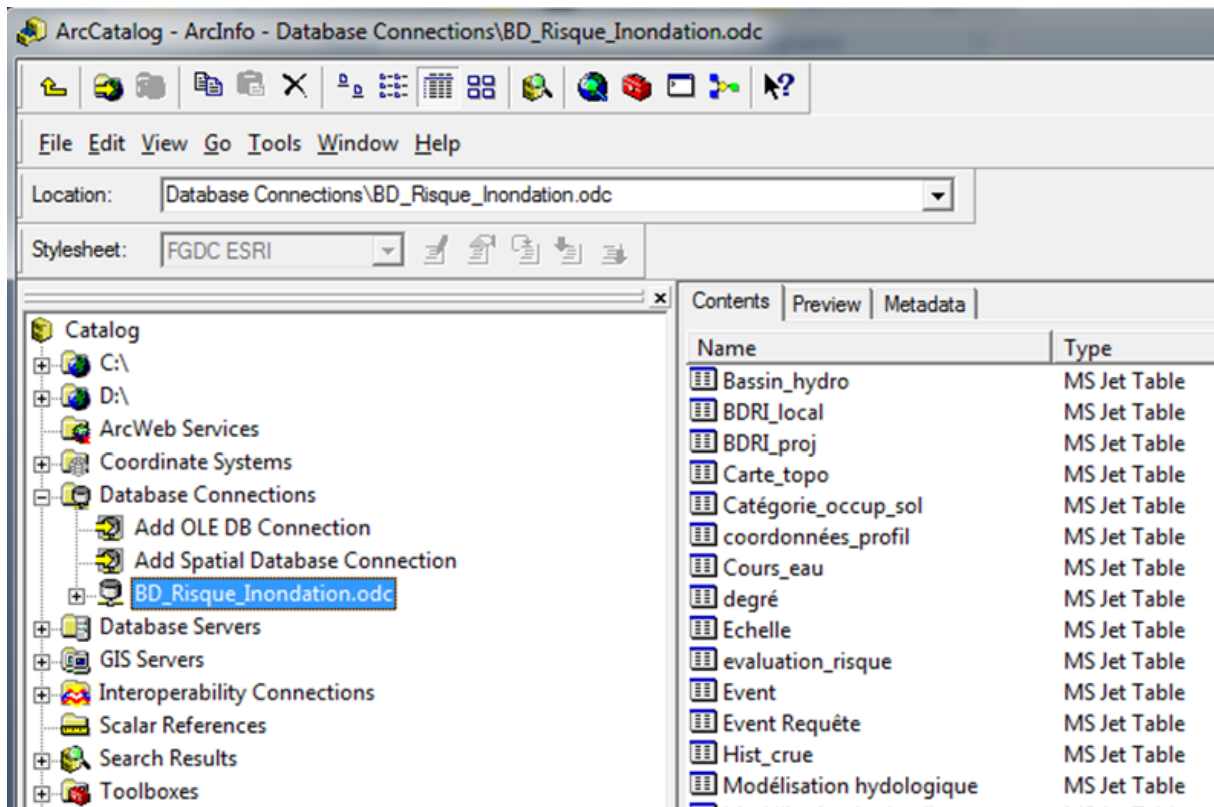 ArcCatalog - ArcInfo - Database Connections\BD_Risque_Inondation.odc
File Edit View Go Tools Window Help
Location: Database Connections\BD_Risque_Inondation.odc
Stylesheet: FGDC ESRI
Catalog
C:\
D:\
ArcWeb Services
Coordinate Systems
Database Connections
Add OLE DB Connection
Add Spatial Database Connection
BD_Risque_Inondation.odc
Database Servers
GIS Servers
Interoperability Connections
Scalar References
Search Results
Toolboxes
Contents Preview Metadata
Name Type
Bassin_hydro MS Jet Table
BDRI_local MS Jet Table
BDRI_proj MS Jet Table
Carte_topo MS Jet Table
Catégorie_occup_sol MS Jet Table
coordonnées_profil MS Jet Table
Cours_eau MS Jet Table
degré MS Jet Table
Echelle MS Jet Table
evaluation_risque MS Jet Table
Event MS Jet Table
Event Requête MS Jet Table
Hist_crue MS Jet Table
Modélisation hydologique MS Jet Table